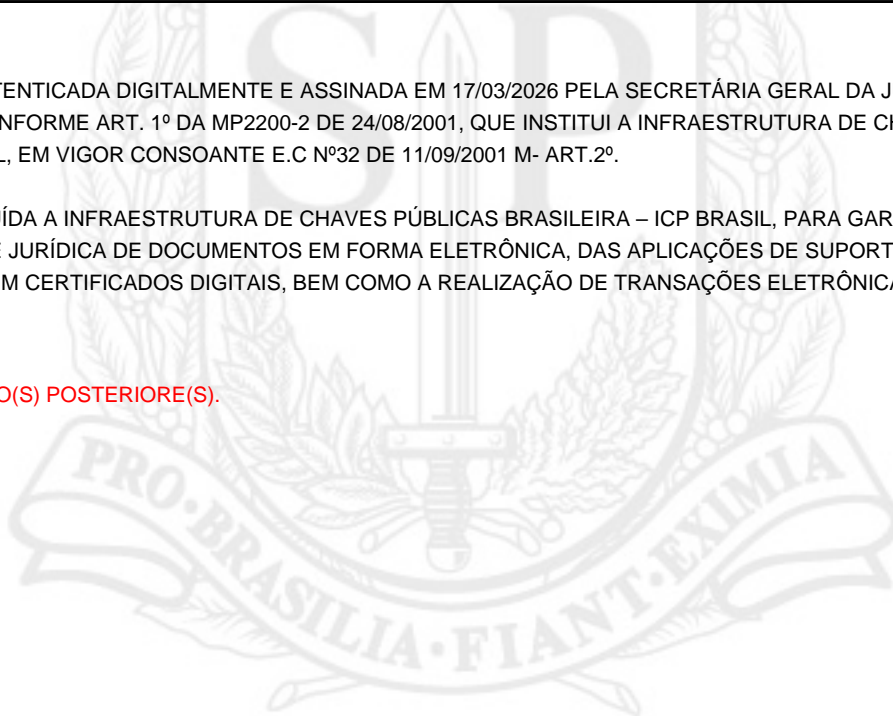 TENTICADA DIGITALMENTE E ASSINADA EM 17/03/2026 PELA SECRETÁRIA GERAL DA J
NFORME ART. 1º DA MP2200-2 DE 24/08/2001, QUE INSTITUI A INFRAESTRUTURA DE C
L, EM VIGOR CONSOANTE E.C Nº32 DE 11/09/2001 M- ART.2º.
UÍDA A INFRAESTRUTURA DE CHAVES PÚBLICAS BRASILEIRA – ICP BRASIL, PARA GAR
E JURÍDICA DE DOCUMENTOS EM FORMA ELETRÔNICA, DAS APLICAÇÕES DE SUPORT
M CERTIFICADOS DIGITAIS, BEM COMO A REALIZAÇÃO DE TRANSAÇÕES ELETRÔNICA
O(S) POSTERIORE(S).
SP
PRO·BRASILIA·FIANT·EXIMIA